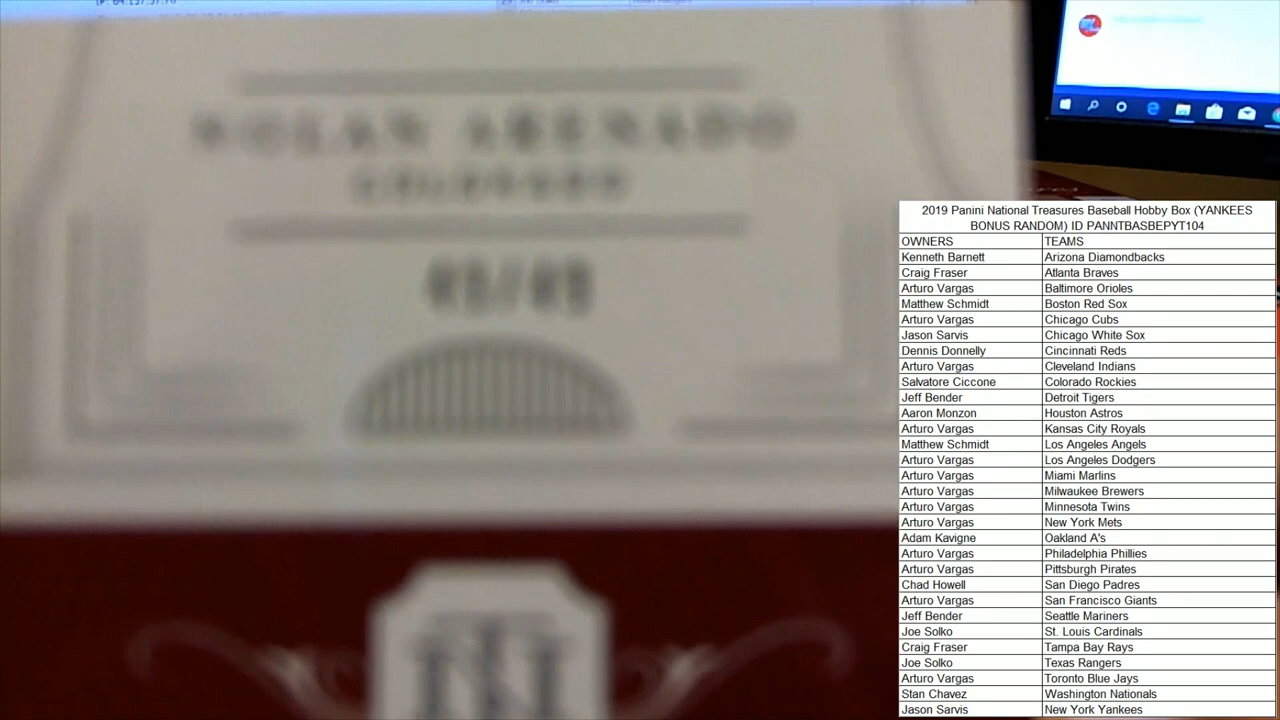 NOLAN ARENADO
COLORADO
2019 Panini National Treasures Baseball Hobby Box (YANKEES
BONUS RANDOM) ID PANNTBASBEPYT104
OWNERS TEAMS
Kenneth Barnett Arizona Diamondbacks
Craig Fraser Atlanta Braves
Arturo Vargas Baltimore Orioles
Matthew Schmidt Boston Red Sox
Arturo Vargas Chicago Cubs
Jason Sarvis Chicago White Sox
Dennis Donnelly Cincinnati Reds
Arturo Vargas Cleveland Indians
Salvatore Ciccone Colorado Rockies
Jeff Bender Detroit Tigers
Aaron Monzon Houston Astros
Arturo Vargas Kansas City Royals
Matthew Schmidt Los Angeles Angels
Arturo Vargas Los Angeles Dodgers
Arturo Vargas Miami Marlins
Arturo Vargas Milwaukee Brewers
Arturo Vargas Minnesota Twins
Arturo Vargas New York Mets
Adam Kavigne Oakland A's
Arturo Vargas Philadelphia Phillies
Arturo Vargas Pittsburgh Pirates
Chad Howell San Diego Padres
Arturo Vargas San Francisco Giants
Jeff Bender Seattle Mariners
Joe Solko St. Louis Cardinals
Craig Fraser Tampa Bay Rays
Joe Solko Texas Rangers
Arturo Vargas Toronto Blue Jays
Stan Chavez Washington Nationals
Jason Sarvis New York Yankees